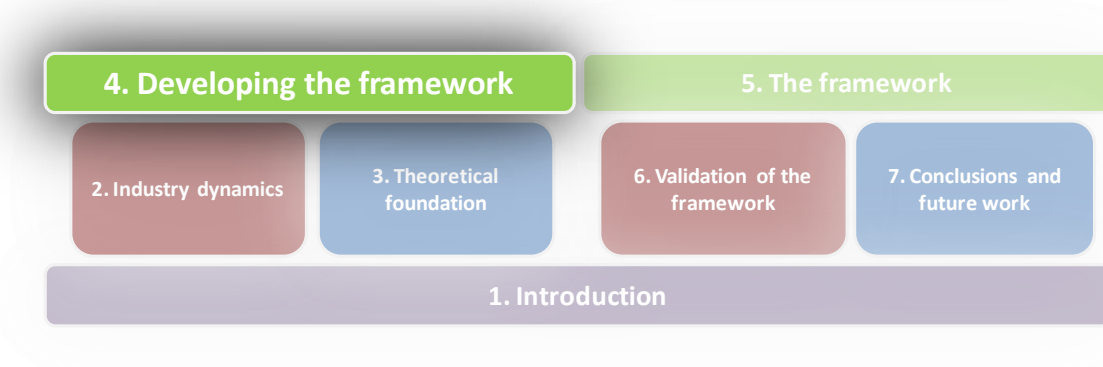 4. Developing the framework
5. The framework
2. Industry dynamics
3. Theoretical
foundation
6. Validation of the
framework
7. Conclusions and
future work
1. Introduction